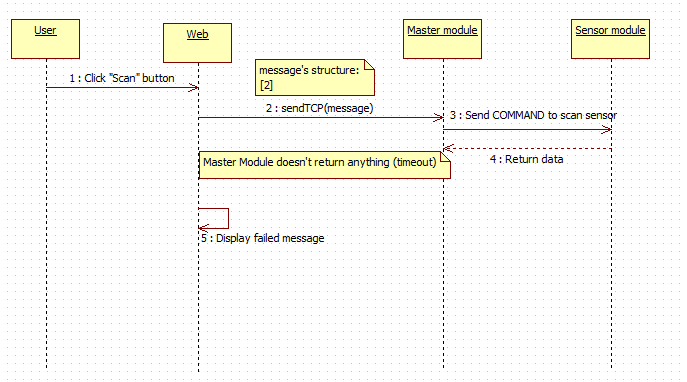 User
Web
Master module
Sensor module
message's structure:
[2]
1 : Click "Scan" button
2 : sendTCP(message)
3 : Send COMMAND to scan sensor
4 : Return data
Master Module doesn't return anything (timeout)
5 : Display failed message